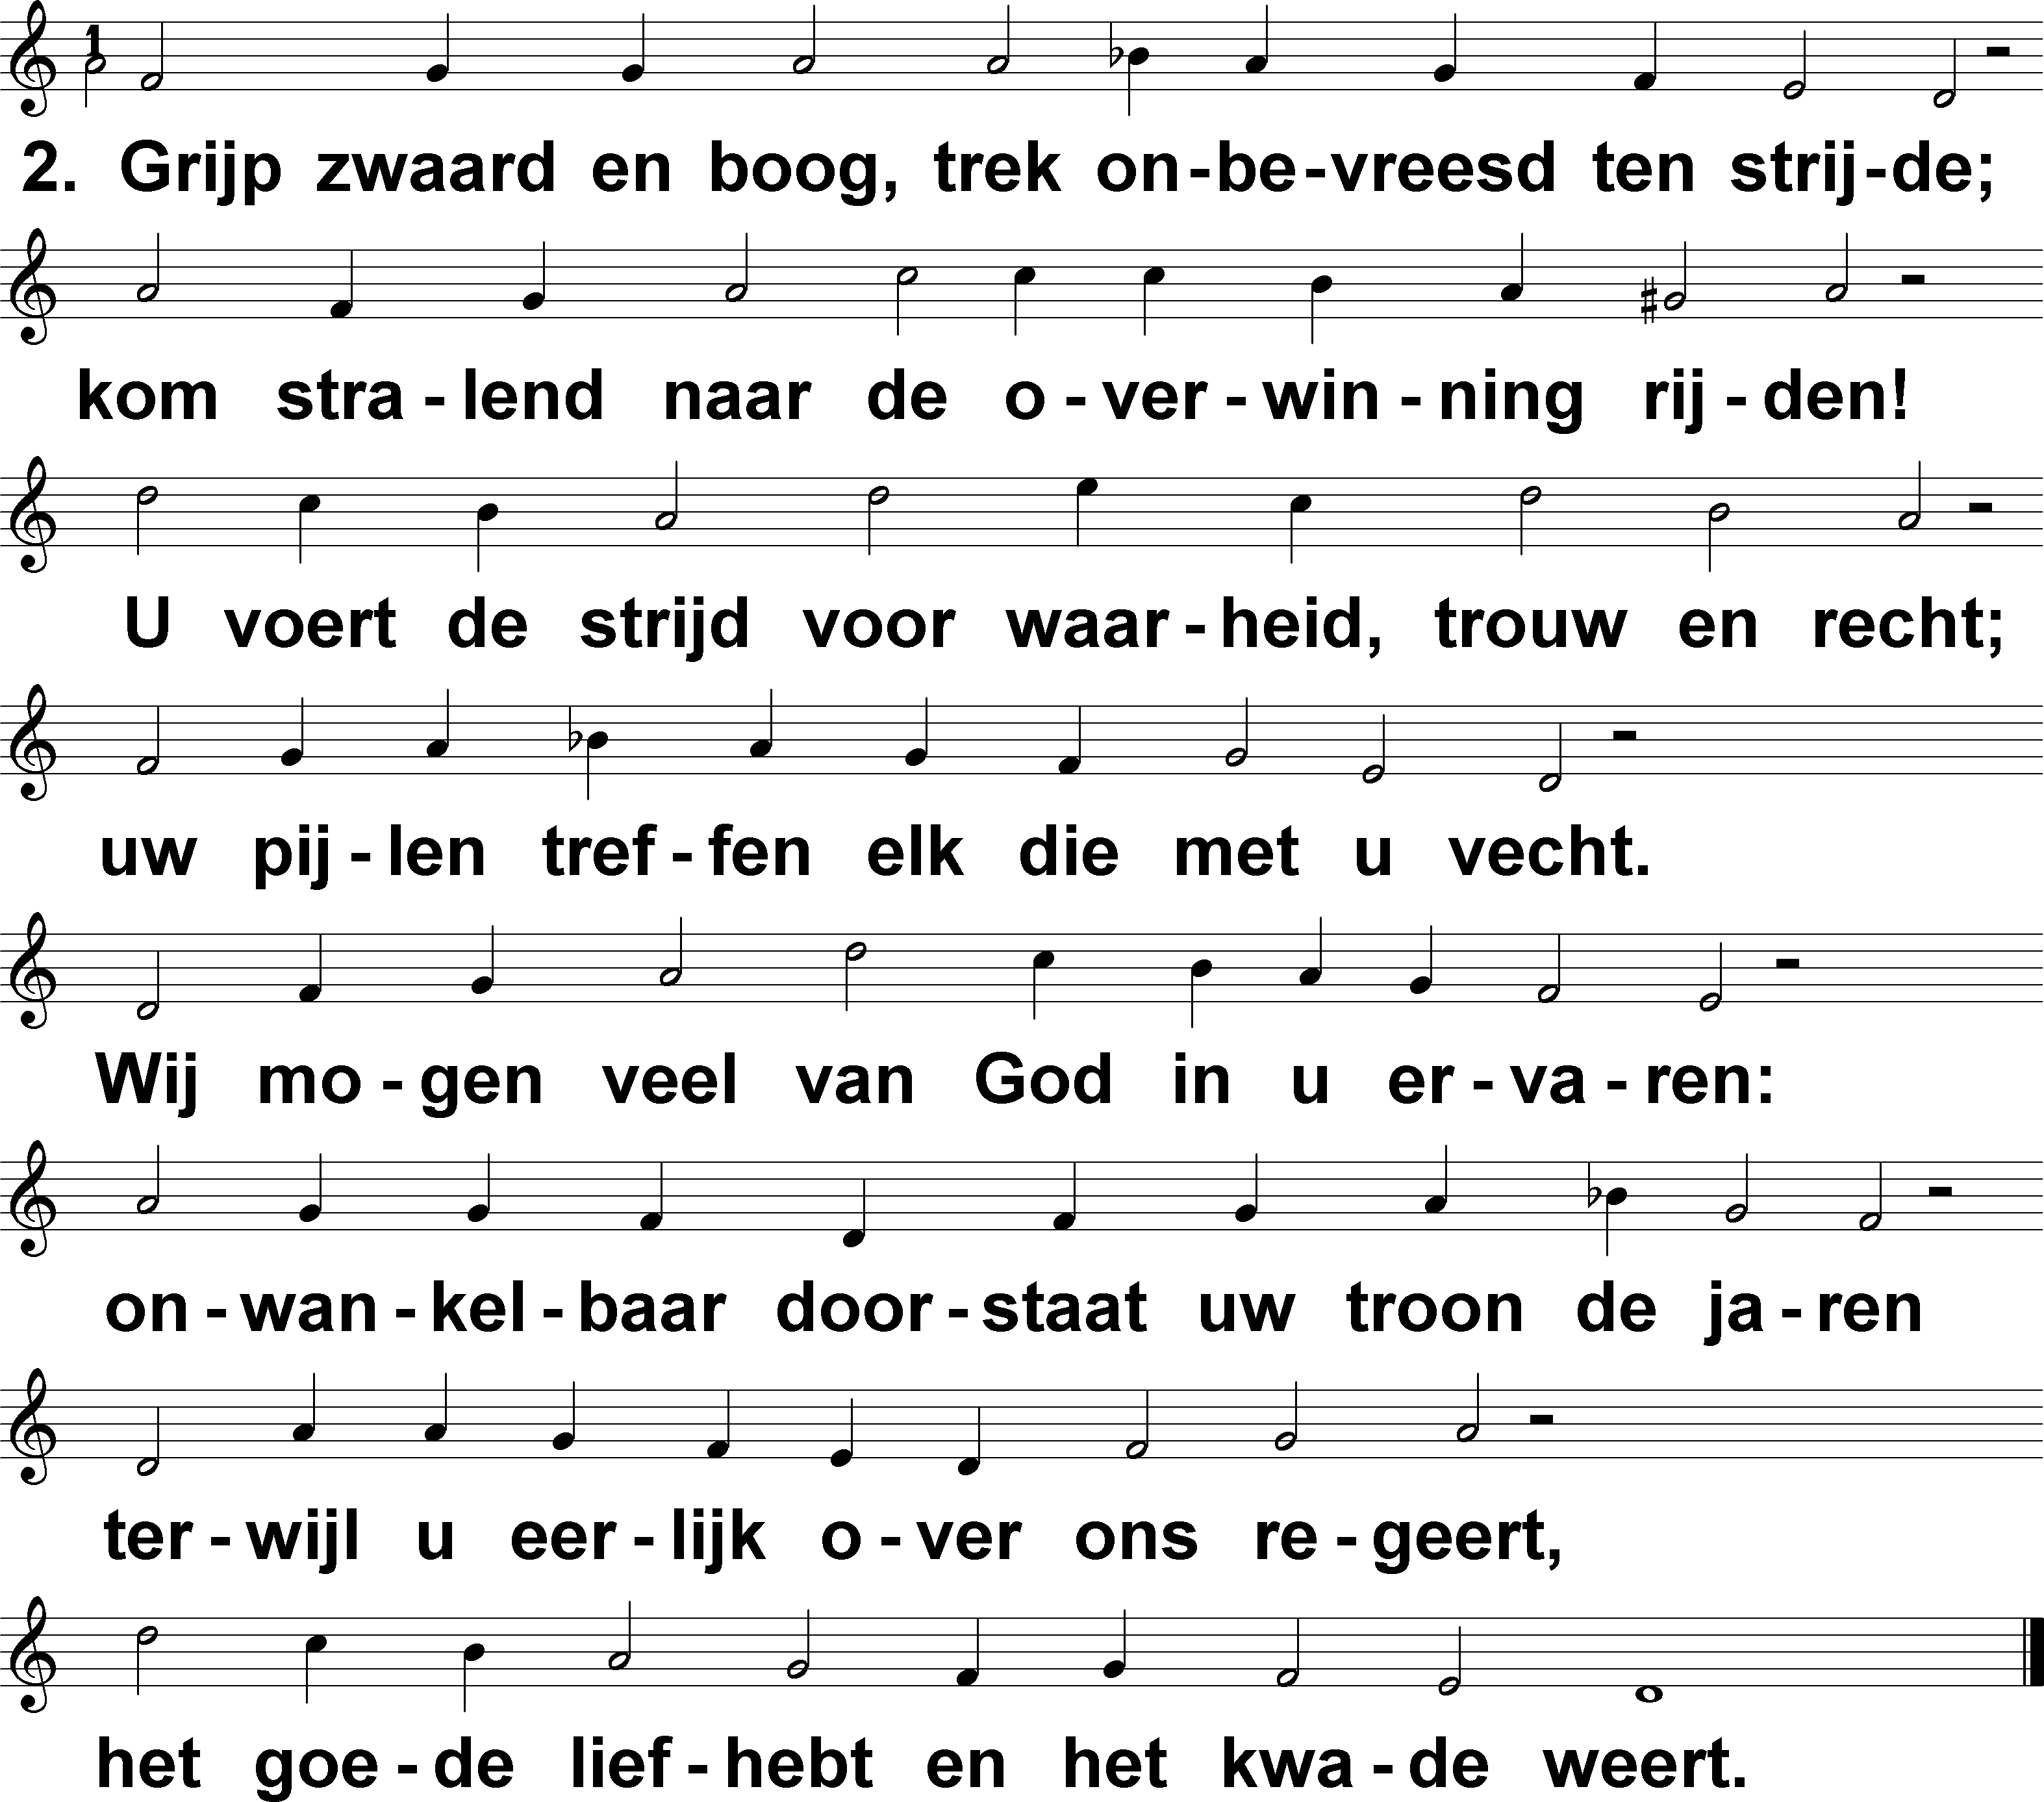 1
2. Grijp zwaard en boog, trek on-be-vreesd ten strij-de;
kom stra-lend naar de o-ver-win-ning rij-den!
U voert de strijd voor waar-heid, trouw en recht;
uw pij-len tref-fen elk die met u vecht.
Wij mo-gen veel van God in u er-va-ren:
on-wan-kel-baar door-staat uw troon de ja-ren
ter-wijl u eer-lijk o-ver ons re-geert,
het goe-de lief-hebt en het kwa-de weert.